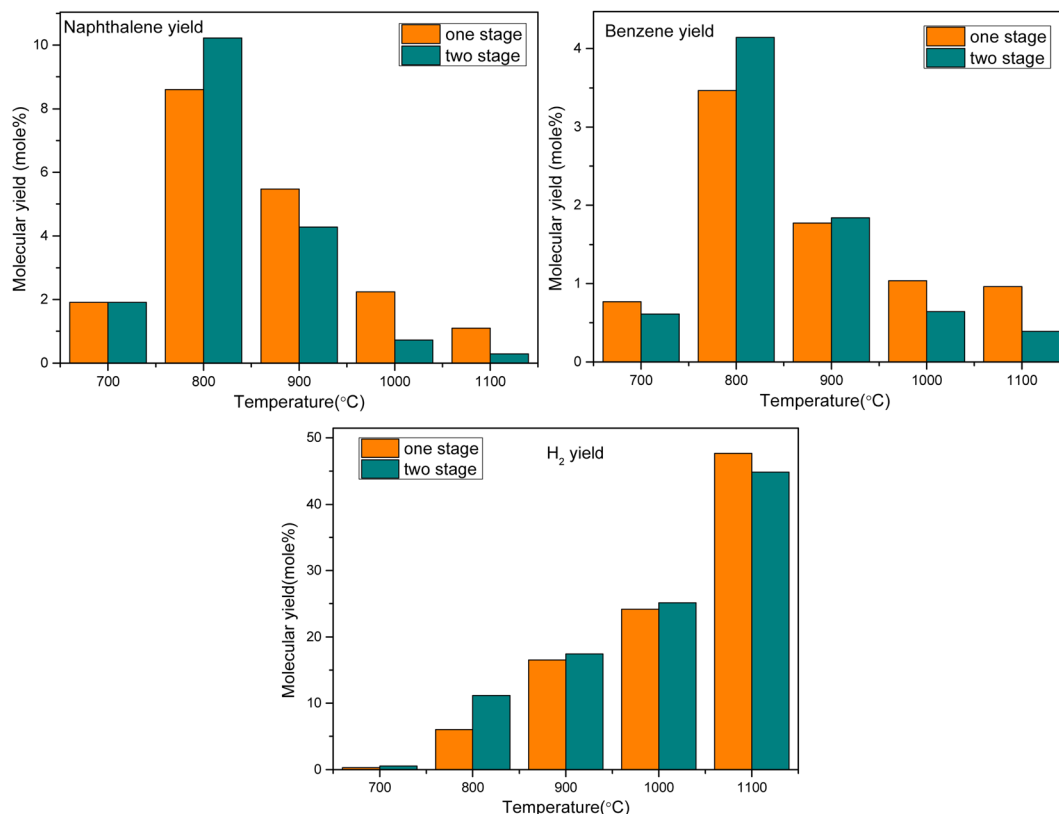 Naphthalene yield
one stage
two stage
10
8
6
4
2
0
Molecular yield (mole%)
700 800 900 1000 1100
Temperature(°C)
Benzene yield
one stage
two stage
4
3
2
1
0
Molecular yield (mole%)
700 800 900 1000 1100
Temperature(°C)
one stage
two stage
H₂ yield
50
40
30
20
10
0
Molecular yield(mole%)
700 800 900 1000 1100
Temperature(°C)